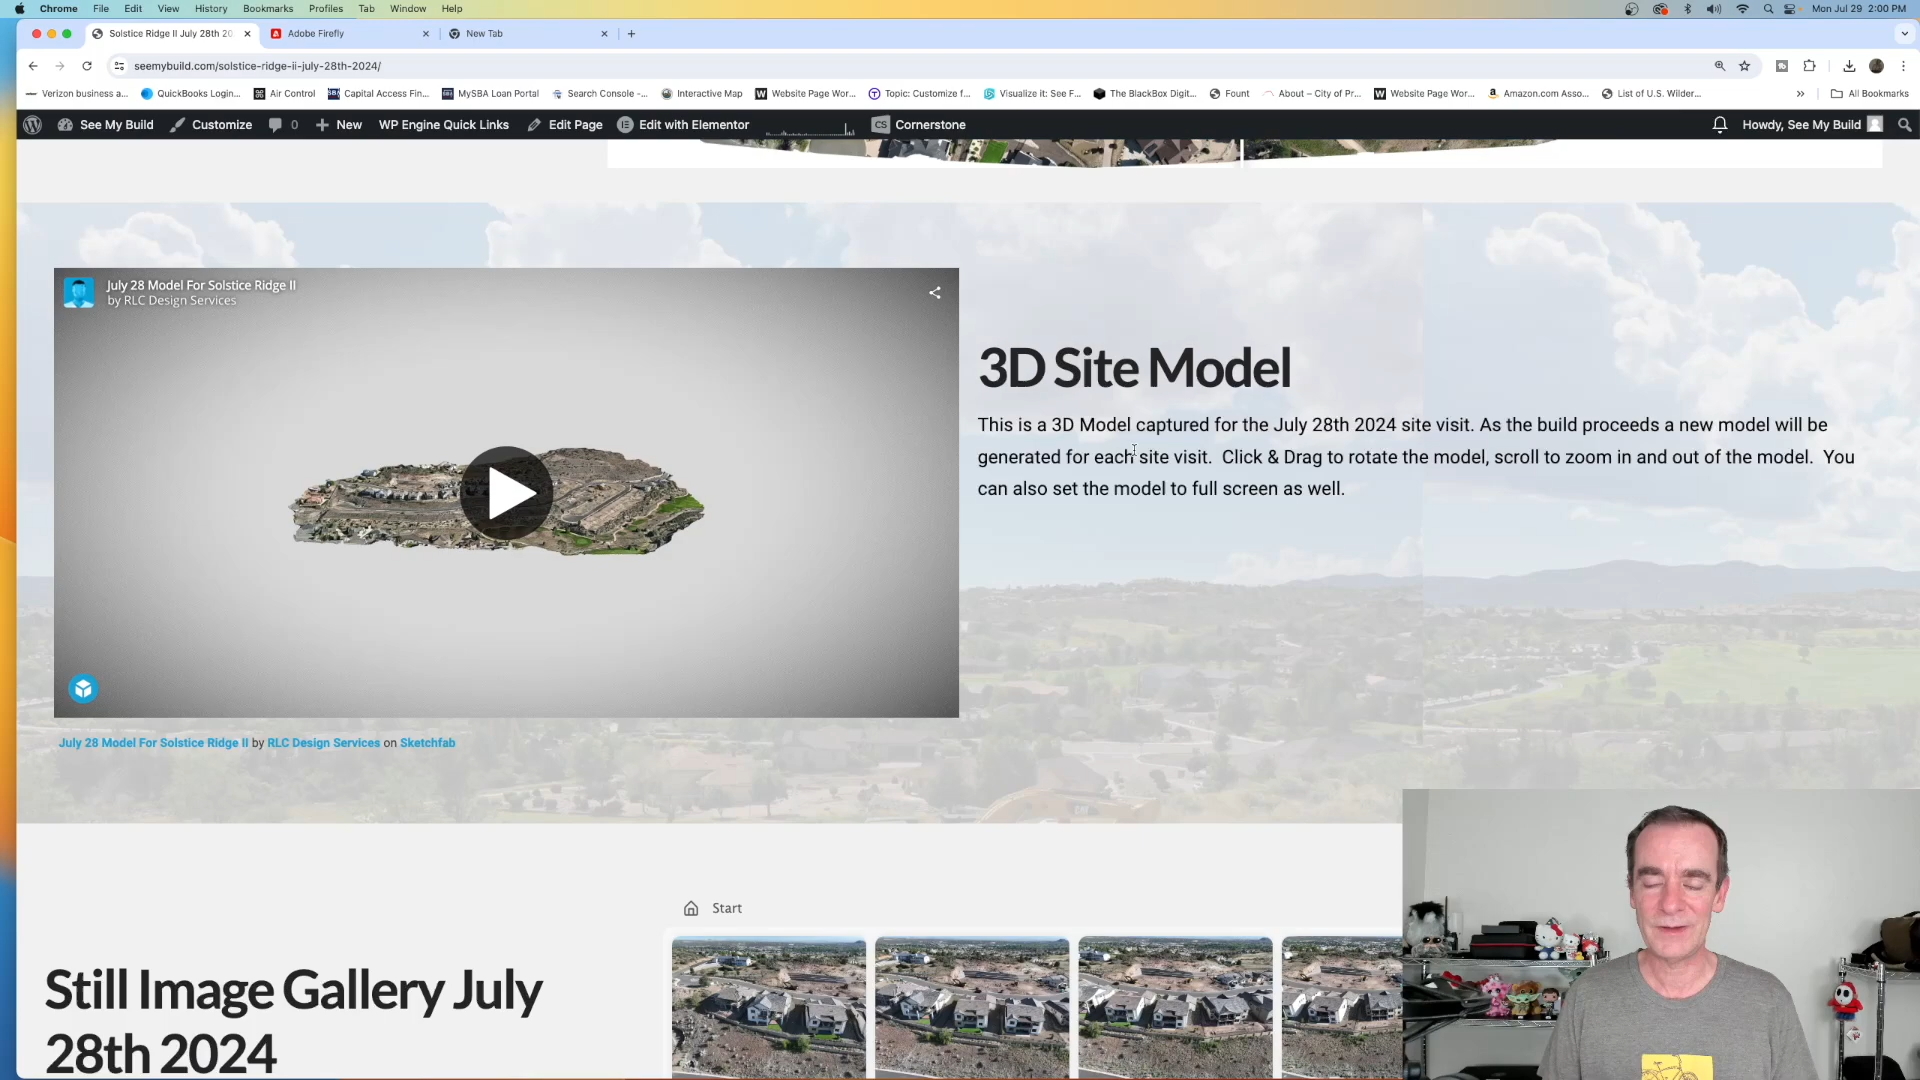 Chrome File Edit View History Bookmarks Profiles Tab Window Help Mon Jul 29 2:00 PM
Solstice Ridge II July 28th 20 Adobe Firefly New Tab
seemybuild.com/solstice-ridge-ii-july-28th-2024/
Verizon business a... QuickBooks Login... Air Control Capital Access Fin... MySBA Loan Portal Search Console -... Interactive Map Website Page Wor... Topic: Customize f... Visualize it: See F... The BlackBox Digit... Fount About – City of Pr... Website Page Wor... Amazon.com Asso... List of U.S. Wilder... All Bookmarks
See My Build Customize 0 New WP Engine Quick Links Edit Page Edit with Elementor CS Cornerstone Howdy, See My Build
July 28 Model For Solstice Ridge II
by RLC Design Services
3D Site Model
This is a 3D Model captured for the July 28th 2024 site visit. As the build proceeds a new model will be
generated for each site visit. Click & Drag to rotate the model, scroll to zoom in and out of the model. You
can also set the model to full screen as well.
July 28 Model For Solstice Ridge II by RLC Design Services on Sketchfab
Start
Still Image Gallery July
28th 2024